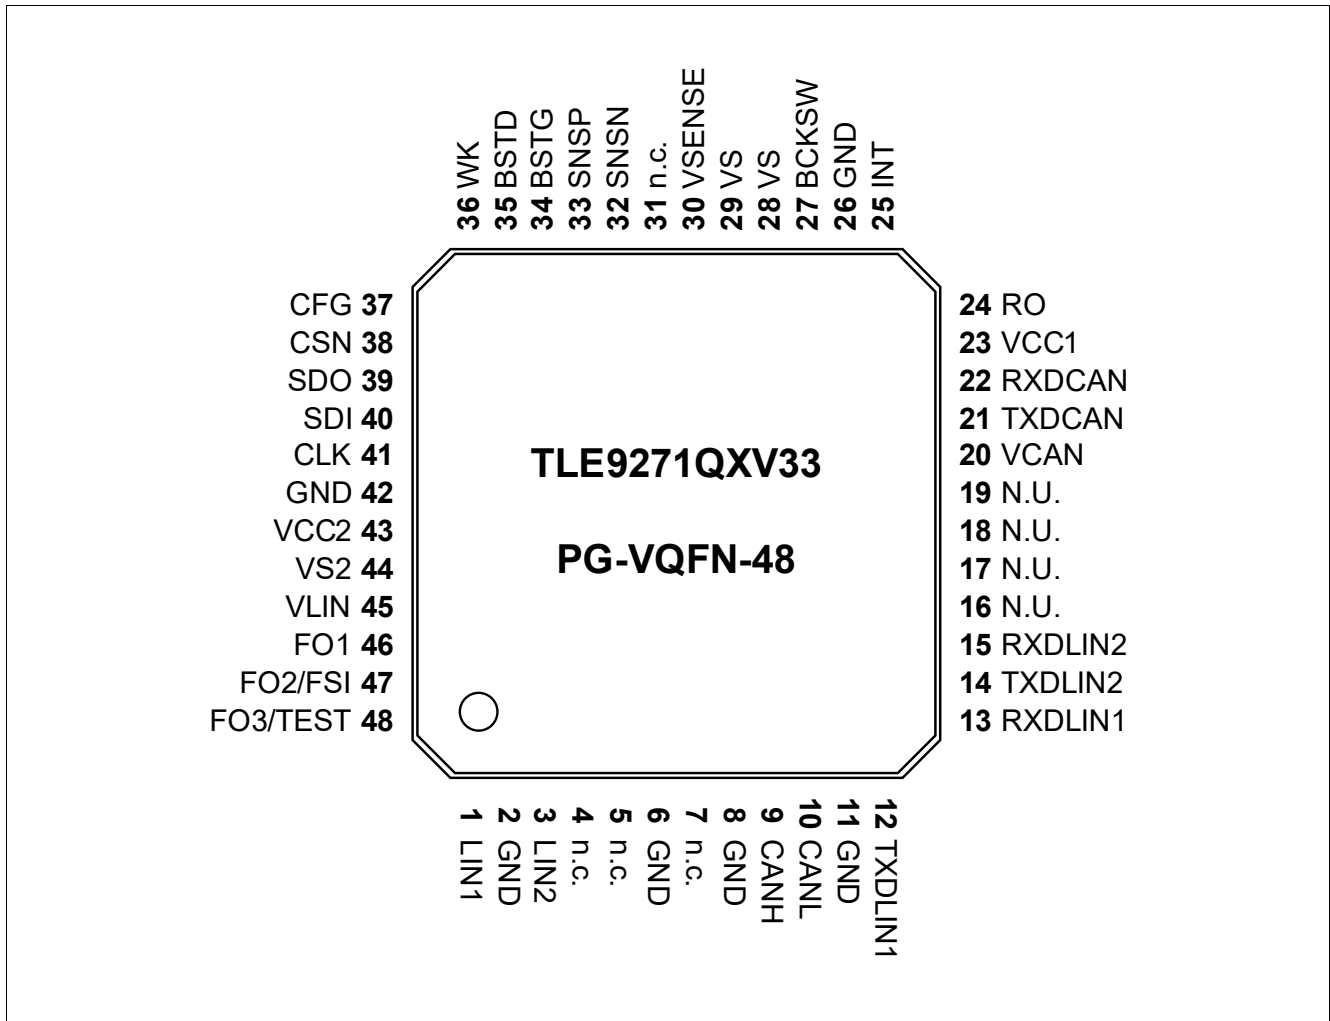 36 WK
35 BSTD
34 BSTG
33 SNSP
32 SNSN
31 n.c.
30 VSENSE
29 VS
28 VS
27 BCKSW
26 GND
25 INT
CFG 37
CSN 38
SDO 39
SDI 40
CLK 41
GND 42
VCC2 43
VS2 44
VLIN 45
FO1 46
FO2/FSI 47
FO3/TEST 48
TLE9271QXV33
PG-VQFN-48
24 RO
23 VCC1
22 RXDCAN
21 TXDCAN
20 VCAN
19 N.U.
18 N.U.
17 N.U.
16 N.U.
15 RXDLIN2
14 TXDLIN2
13 RXDLIN1
1 LIN1
2 GND
3 LIN2
4 n.c.
5 n.c.
6 GND
7 n.c.
8 GND
9 CANH
10 CANL
11 GND
12 TXDLIN1